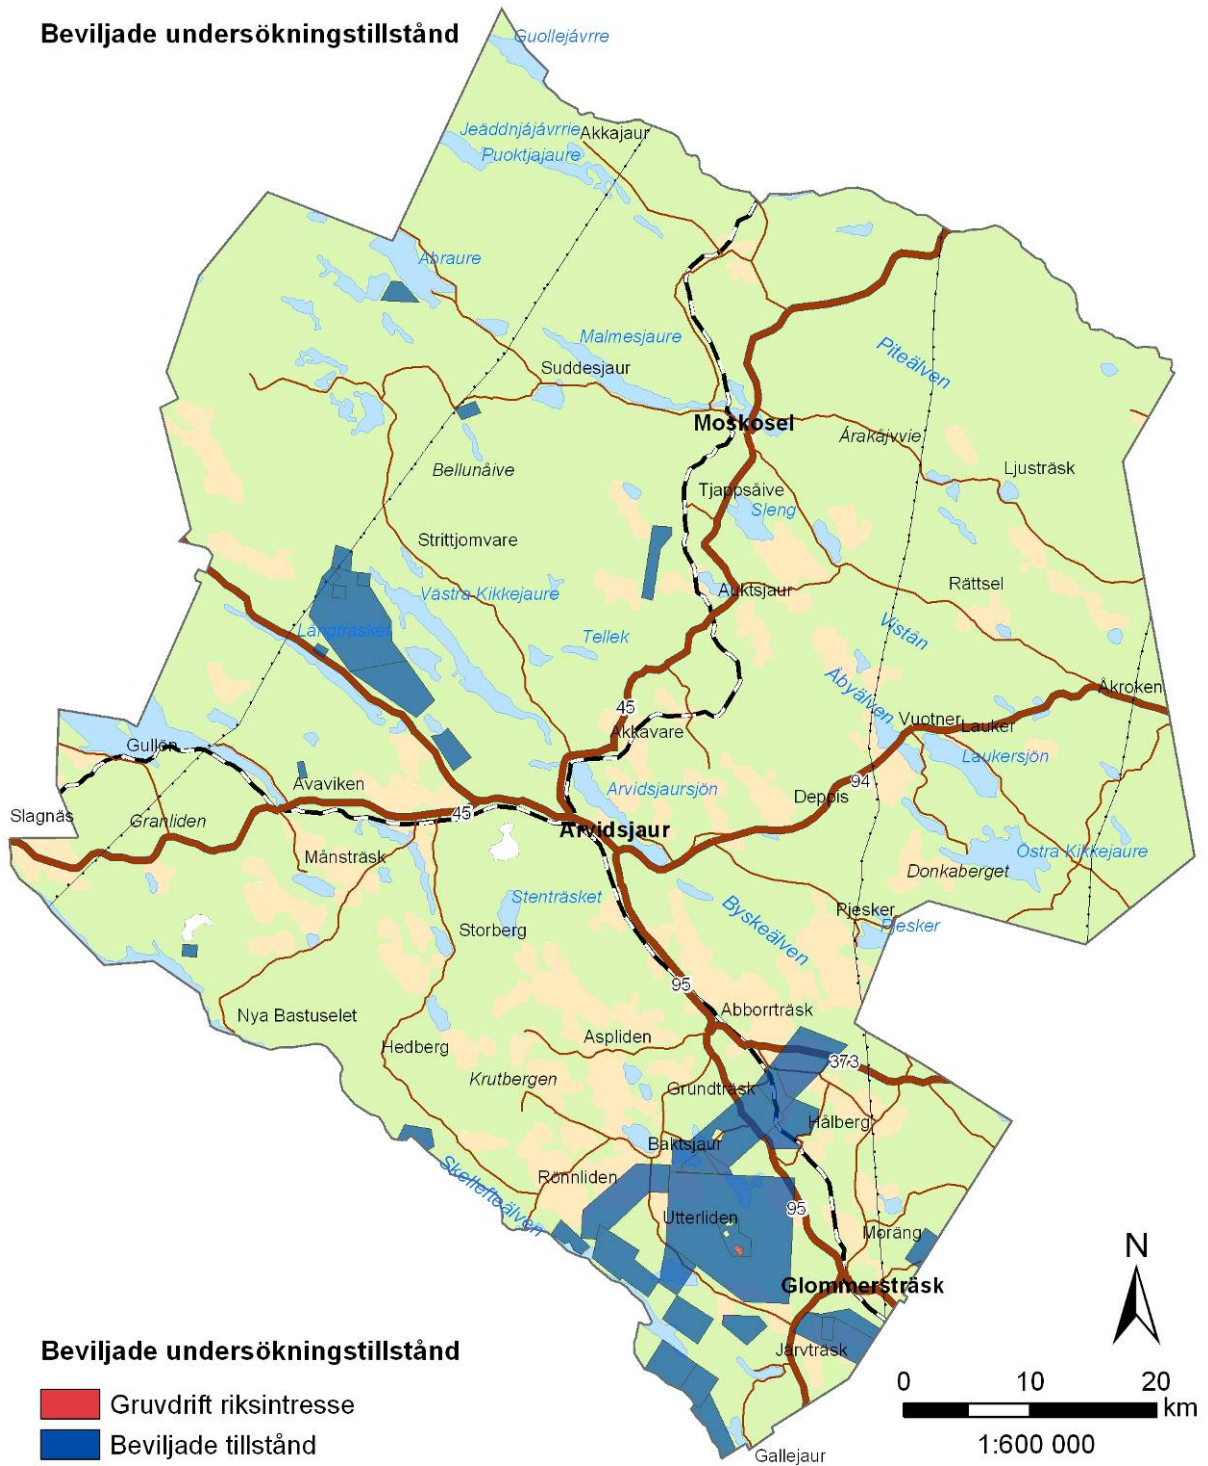 Beviljade undersökningstillstånd
Guollejávrre
Jeäddnjájávrrie
Akkajaur
Puoktjajaure
Abraure
Malmesjaure
Piteälven
Suddesjaur
Moskosel
Árakåjvvie
Bellunåive
Ljusträsk
Tjappsåive
Sleng
Strittjomvare
Västra Kikkejaure
Auktsjaur
Rättsel
Långträsket
Tellek
Vistån
Åbyälven
Åkroken
45
Vuotner
Lauker
Akkavare
Gullön
Laukersjön
Avaviken
Arvidsjaursjön
94
Deppis
Slagnäs
Granliden
45
Arvidsjaur
Månsträsk
Östra Kikkejaure
Donkaberget
Stenträsket
Byskeälven
Pjesker
Pjesker
Storberg
95
Abborrträsk
Nya Bastuselet
Aspliden
Hedberg
373
Krutbergen
Grundträsk
Hålberg
Baktsjaur
Skellefteälven
Rönnliden
95
Utterliden
Moräng
N
Glommersträsk
Järvträsk
Beviljade undersökningstillstånd
0 10 20
km
Gruvdrift riksintresse
Beviljade tillstånd
1:600 000
Gallejaur